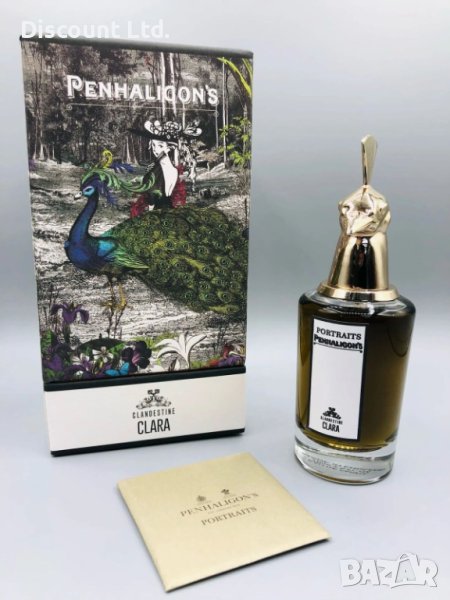 Discount Ltd.
PENHALIGON'S
CLANDESTINE
CLARA
PORTRAITS
PENHALIGON'S
CLANDESTINE
CLARA
PENHALIGON'S
PORTRAITS
BAZAR